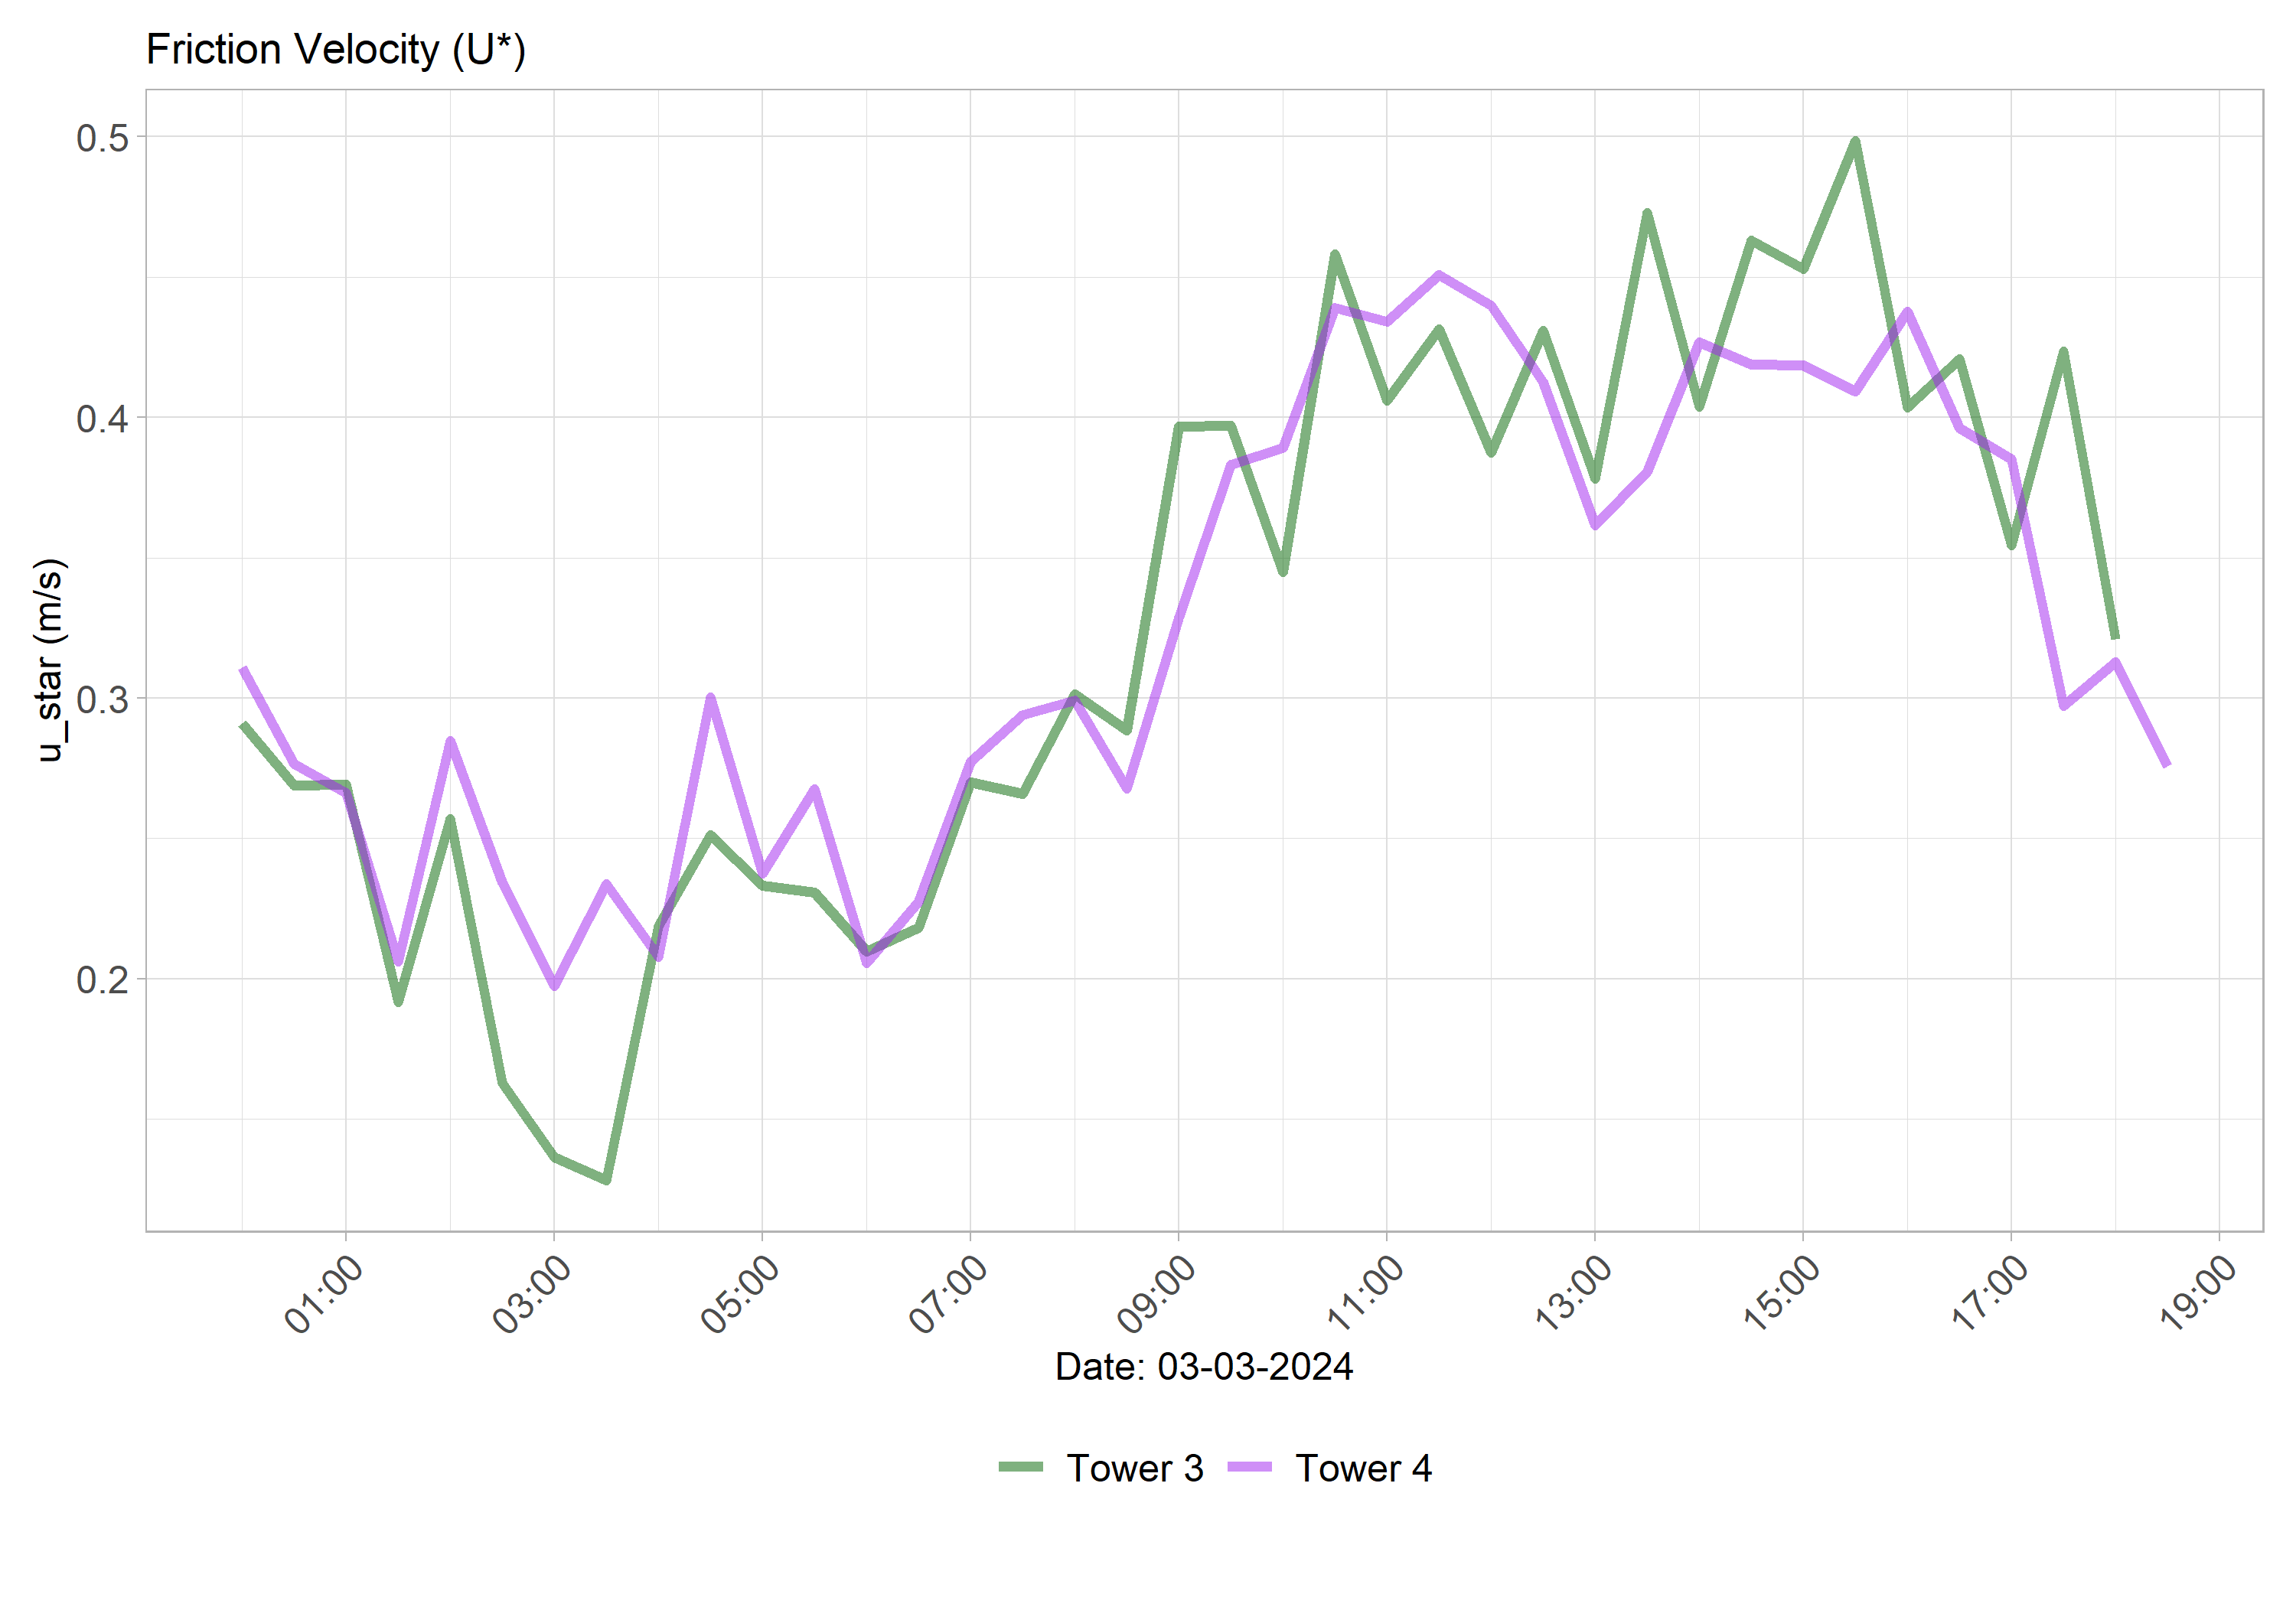 Friction Velocity (U*)
u_star (m/s)
0.5
0.4
0.3
0.2
01:00 03:00 05:00 07:00 09:00 11:00 13:00 15:00 17:00 19:00
Date: 03-03-2024
Tower 3 Tower 4